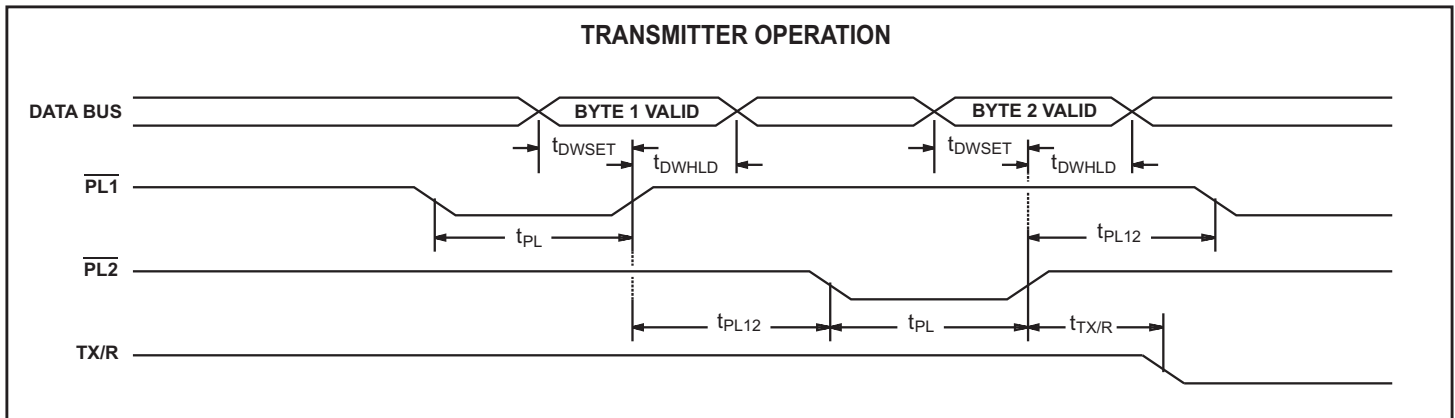 TRANSMITTER OPERATION
DATA BUS
BYTE 1 VALID
BYTE 2 VALID
tDWSET
tDWHLD
tDWSET
tDWHLD
PL1
tPL
tPL12
PL2
tPL12
tPL
tTX/R
TX/R